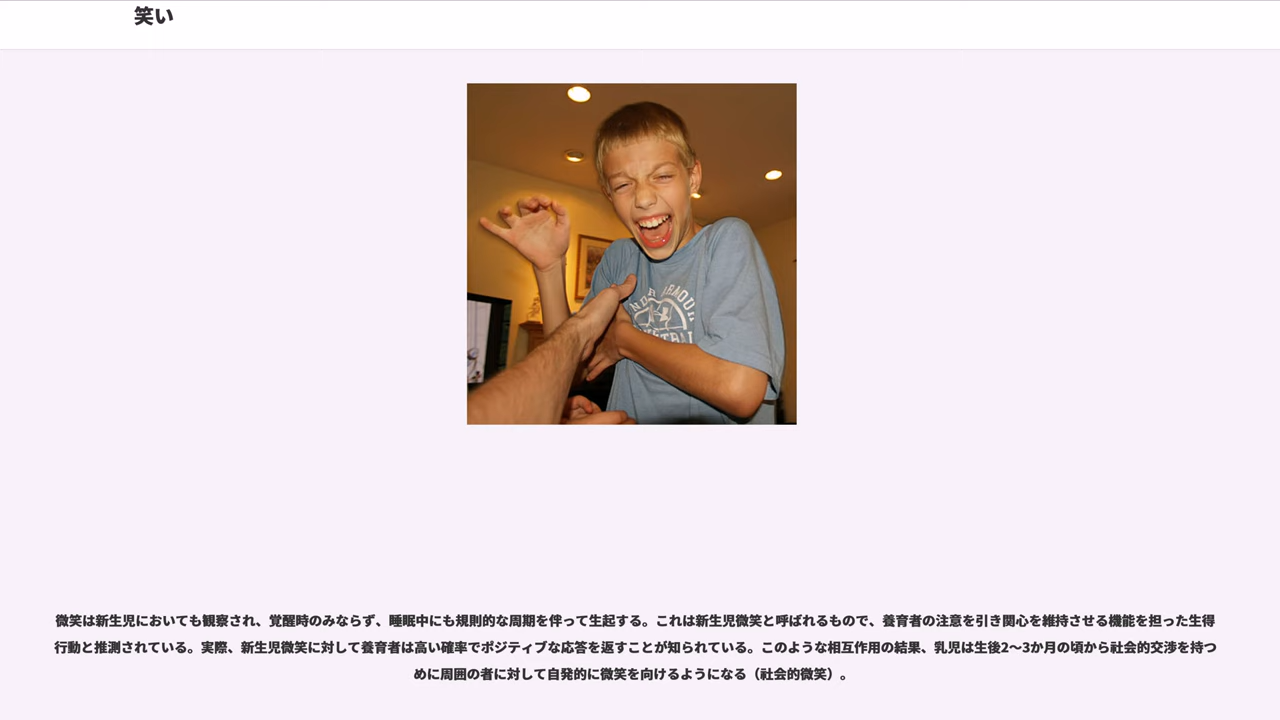 笑い
微笑は新生児においても観察され、覚醒時のみならず、睡眠中にも規則的な周期を伴って生起する。これは新生児微笑と呼ばれるもので、養育者の注意を引き関心を維持させる機能を担った生得
行動と推測されている。実際、新生児微笑に対して養育者は高い確率でポジティブな応答を返すことが知られている。このような相互作用の結果、乳児は生後2〜3か月の頃から社会的交渉を持つ
めに周囲の者に対して自発的に微笑を向けるようになる（社会的微笑）。